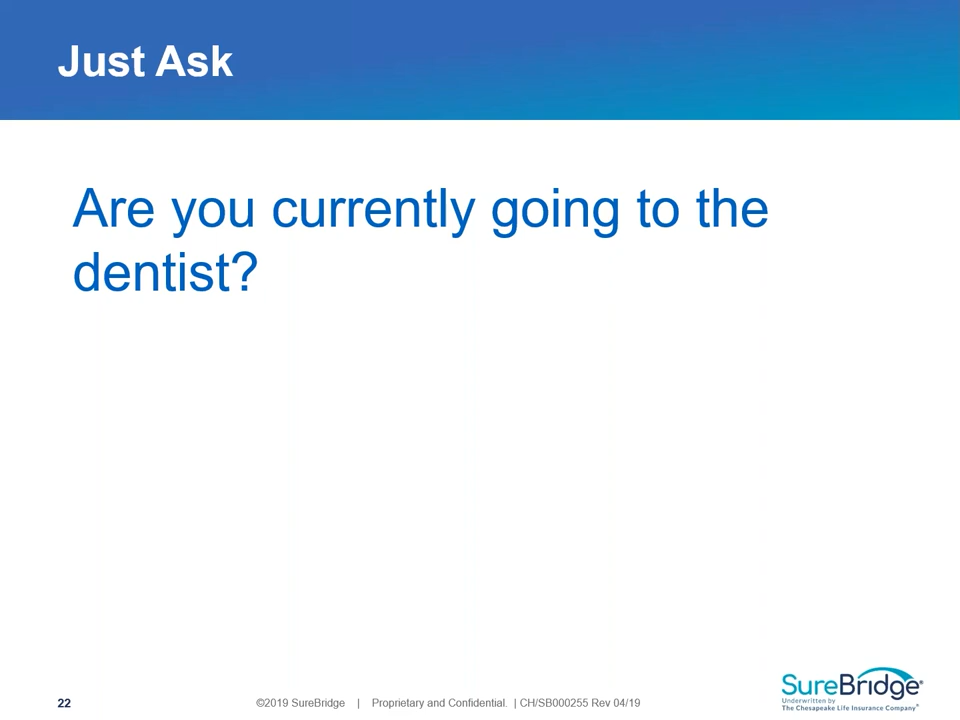 Just Ask
Are you currently going to the
dentist?
22
©2019 SureBridge | Proprietary and Confidential. | CH/SB000255 Rev 04/19
SureBridge®
Underwritten by
The Chesapeake Life Insurance Company®